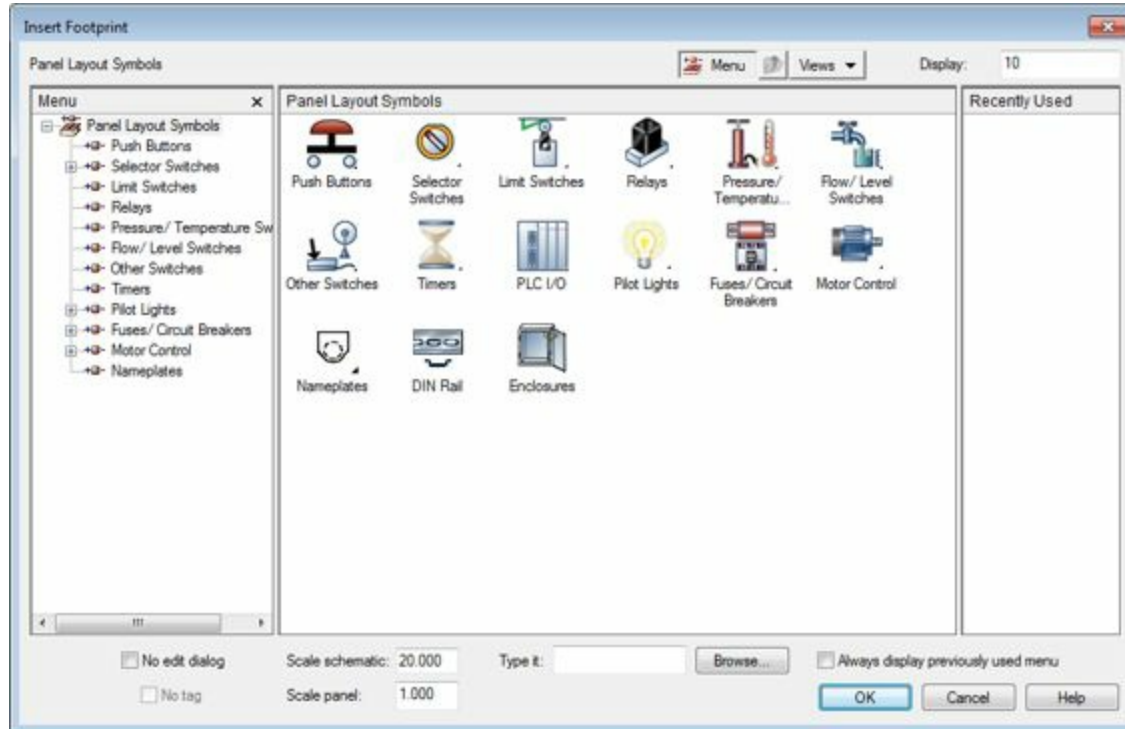 Insert Footprint
Panel Layout Symbols
Menu
Views
Display:
10
Menu
Panel Layout Symbols
Push Buttons
Selector Switches
Limit Switches
Relays
Pressure/ Temperature Sw
Flow/ Level Switches
Other Switches
Timers
Pilot Lights
Fuses/ Circuit Breakers
Motor Control
Nameplates
Panel Layout Symbols
Push Buttons
Selector
Switches
Limit Switches
Relays
Pressure/
Temperatu...
Flow/ Level
Switches
Other Switches
Timers
PLC I/O
Pilot Lights
Fuses/ Circuit
Breakers
Motor Control
Nameplates
DIN Rail
Enclosures
Recently Used
No edit dialog
Scale schematic: 20.000
Type it:
Browse...
Always display previously used menu
No tag
Scale panel: 1.000
OK
Cancel
Help